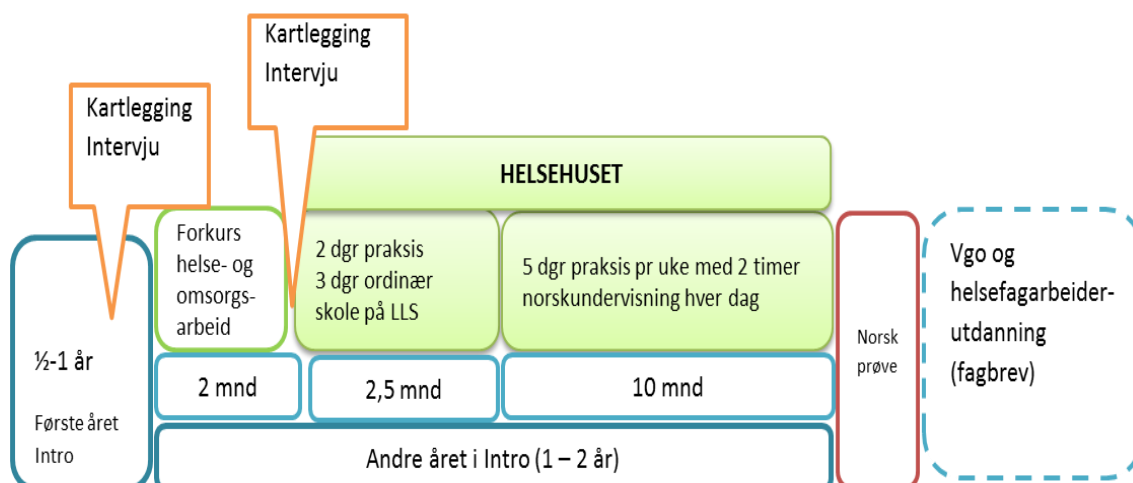 Kartlegging
Intervju
Kartlegging
Intervju
HELSEHUSET
Forkurs
helse- og
omsorgs-
arbeid
2 dgr praksis
3 dgr ordinær
skole på LLS
5 dgr praksis pr uke med 2 timer
norskundervisning hver dag
½-1 år
Første året
Intro
2 mnd
2,5 mnd
10 mnd
Andre året i Intro (1 – 2 år)
Norsk
prøve
Vgo og
helsefagarbeider-
utdanning
(fagbrev)